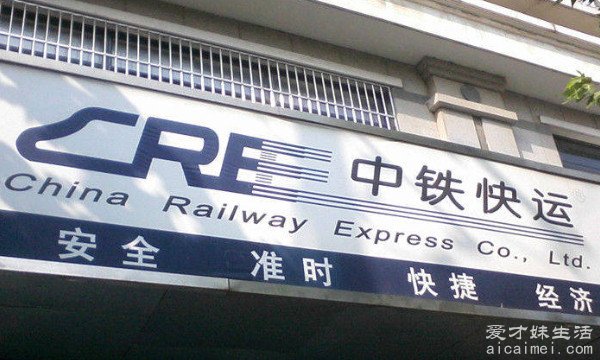 CRE 中铁快运
China Railway Express Co., Ltd.
安全 准时 快捷 经济
爱才妹生活
aicaimei.com